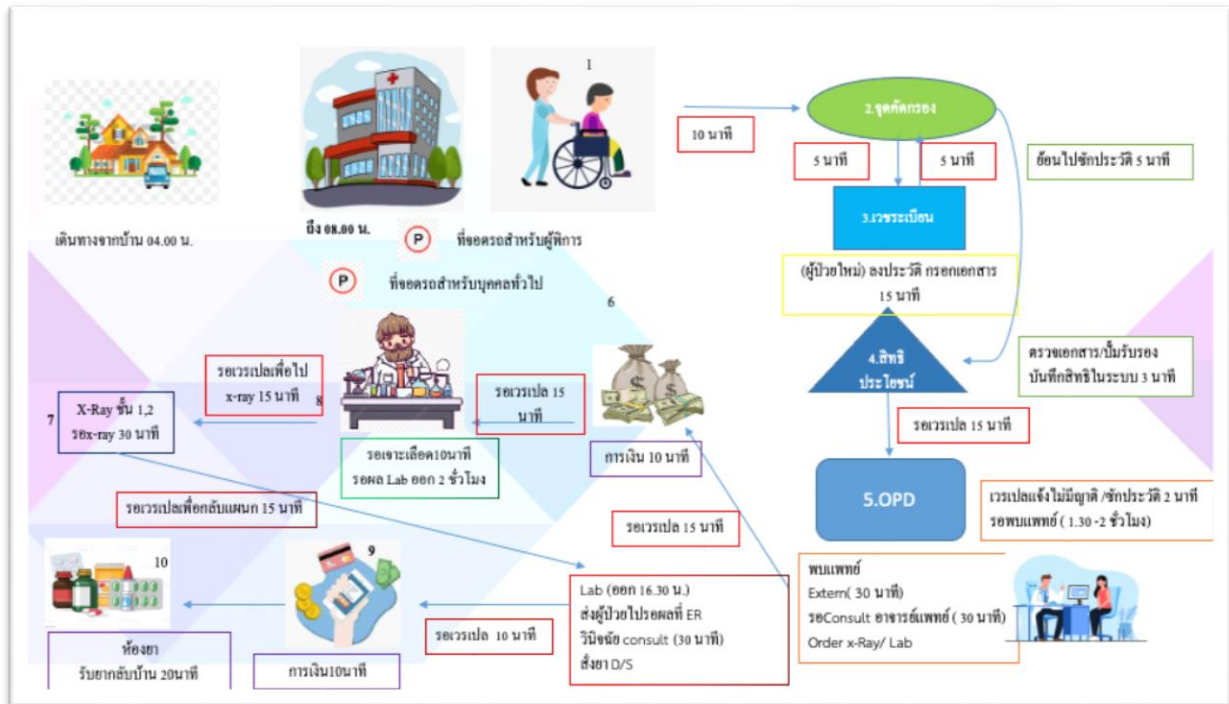 เดินทางจากบ้าน 04.00 น.
ถึง 08.00 น.
P
ที่จอดรถสำหรับผู้พิการ
P
ที่จอดรถสำหรับบุคคลทั่วไป
1
10 นาที
2.จุดคัดกรอง
5 นาที
5 นาที
ย้อนไปซักประวัติ 5 นาที
3.เวชระเบียน
(ผู้ป่วยใหม่) ลงประวัติ กรอกเอกสาร
15 นาที
4.สิทธิ
ประโยชน์
ตรวจเอกสาร/ปั๊มรับรอง
บันทึกสิทธิในระบบ 3 นาที
รอเวรเปล 15 นาที
5.OPD
เวรเปลแจ้งไม่มีญาติ /ซักประวัติ 2 นาที
รอพบแพทย์ ( 1.30 -2 ชั่วโมง)
พบแพทย์
Extern( 30 นาที)
รอConsult อาจารย์แพทย์ ( 30 นาที)
Order x-Ray/ Lab
รอเวรเปล 15 นาที
6
การเงิน 10 นาที
รอเวรเปล 15
นาที
8
รอเจาะเลือด10นาที
รอผล Lab ออก 2 ชั่วโมง
รอเวรเปลเพื่อไป
x-ray 15 นาที
7
X-Ray ชั้น 1,2
รอx-ray 30 นาที
รอเวรเปลเพื่อกลับแผนก 15 นาที
Lab (ออก 16.30 น.)
ส่งผู้ป่วยไปรอผลที่ ER
วินิจฉัย consult (30 นาที)
สั่งยา D/S
รอเวรเปล 10 นาที
9
การเงิน10นาที
10
ห้องยา
รับยากลับบ้าน 20นาที